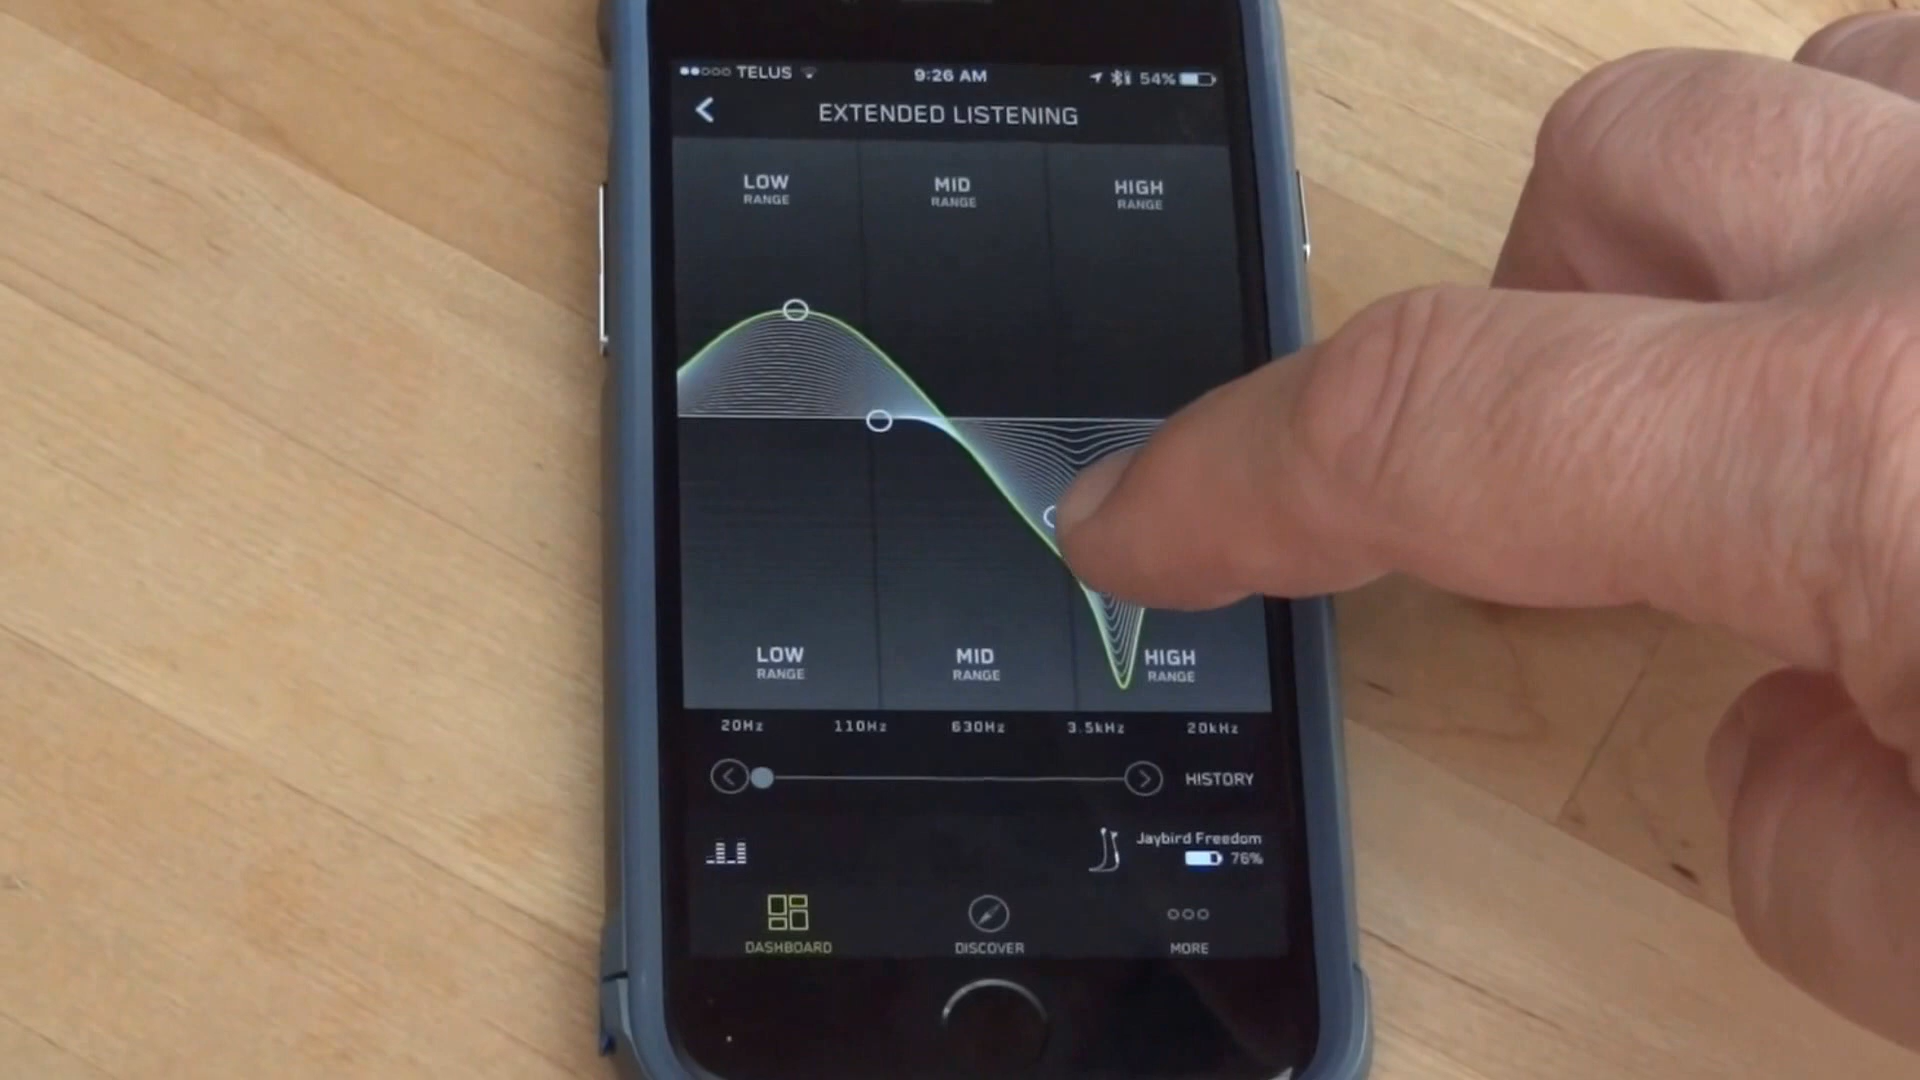 TELUS 9:26 AM 54%
EXTENDED LISTENING
LOW MID HIGH
RANGE RANGE RANGE
LOW MID HIGH
RANGE RANGE RANGE
20Hz 110Hz 630Hz 3.5kHz 20kHz
HISTORY
Jaybird Freedom
76%
DASHBOARD DISCOVER MORE